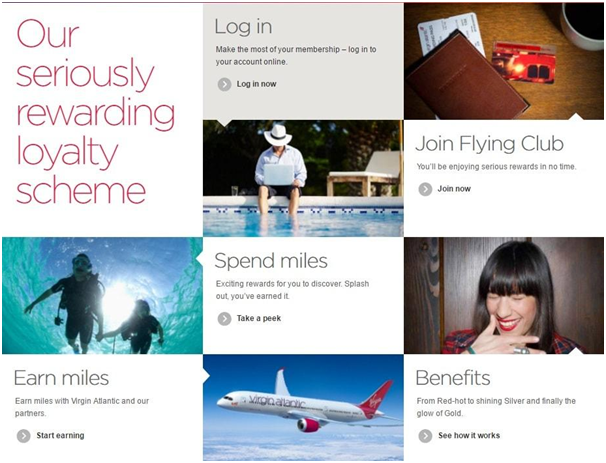 Our
seriously
rewarding
loyalty
scheme
Log in
Make the most of your membership – log in to
your account online.
Log in now
Join Flying Club
You'll be enjoying serious rewards in no time.
Join now
Spend miles
Exciting rewards for you to discover. Splash
out, you've earned it.
Take a peek
Earn miles
Earn miles with Virgin Atlantic and our
partners.
Start earning
virgin atlantic
Benefits
From Red-hot to shining Silver and finally the
glow of Gold.
See how it works